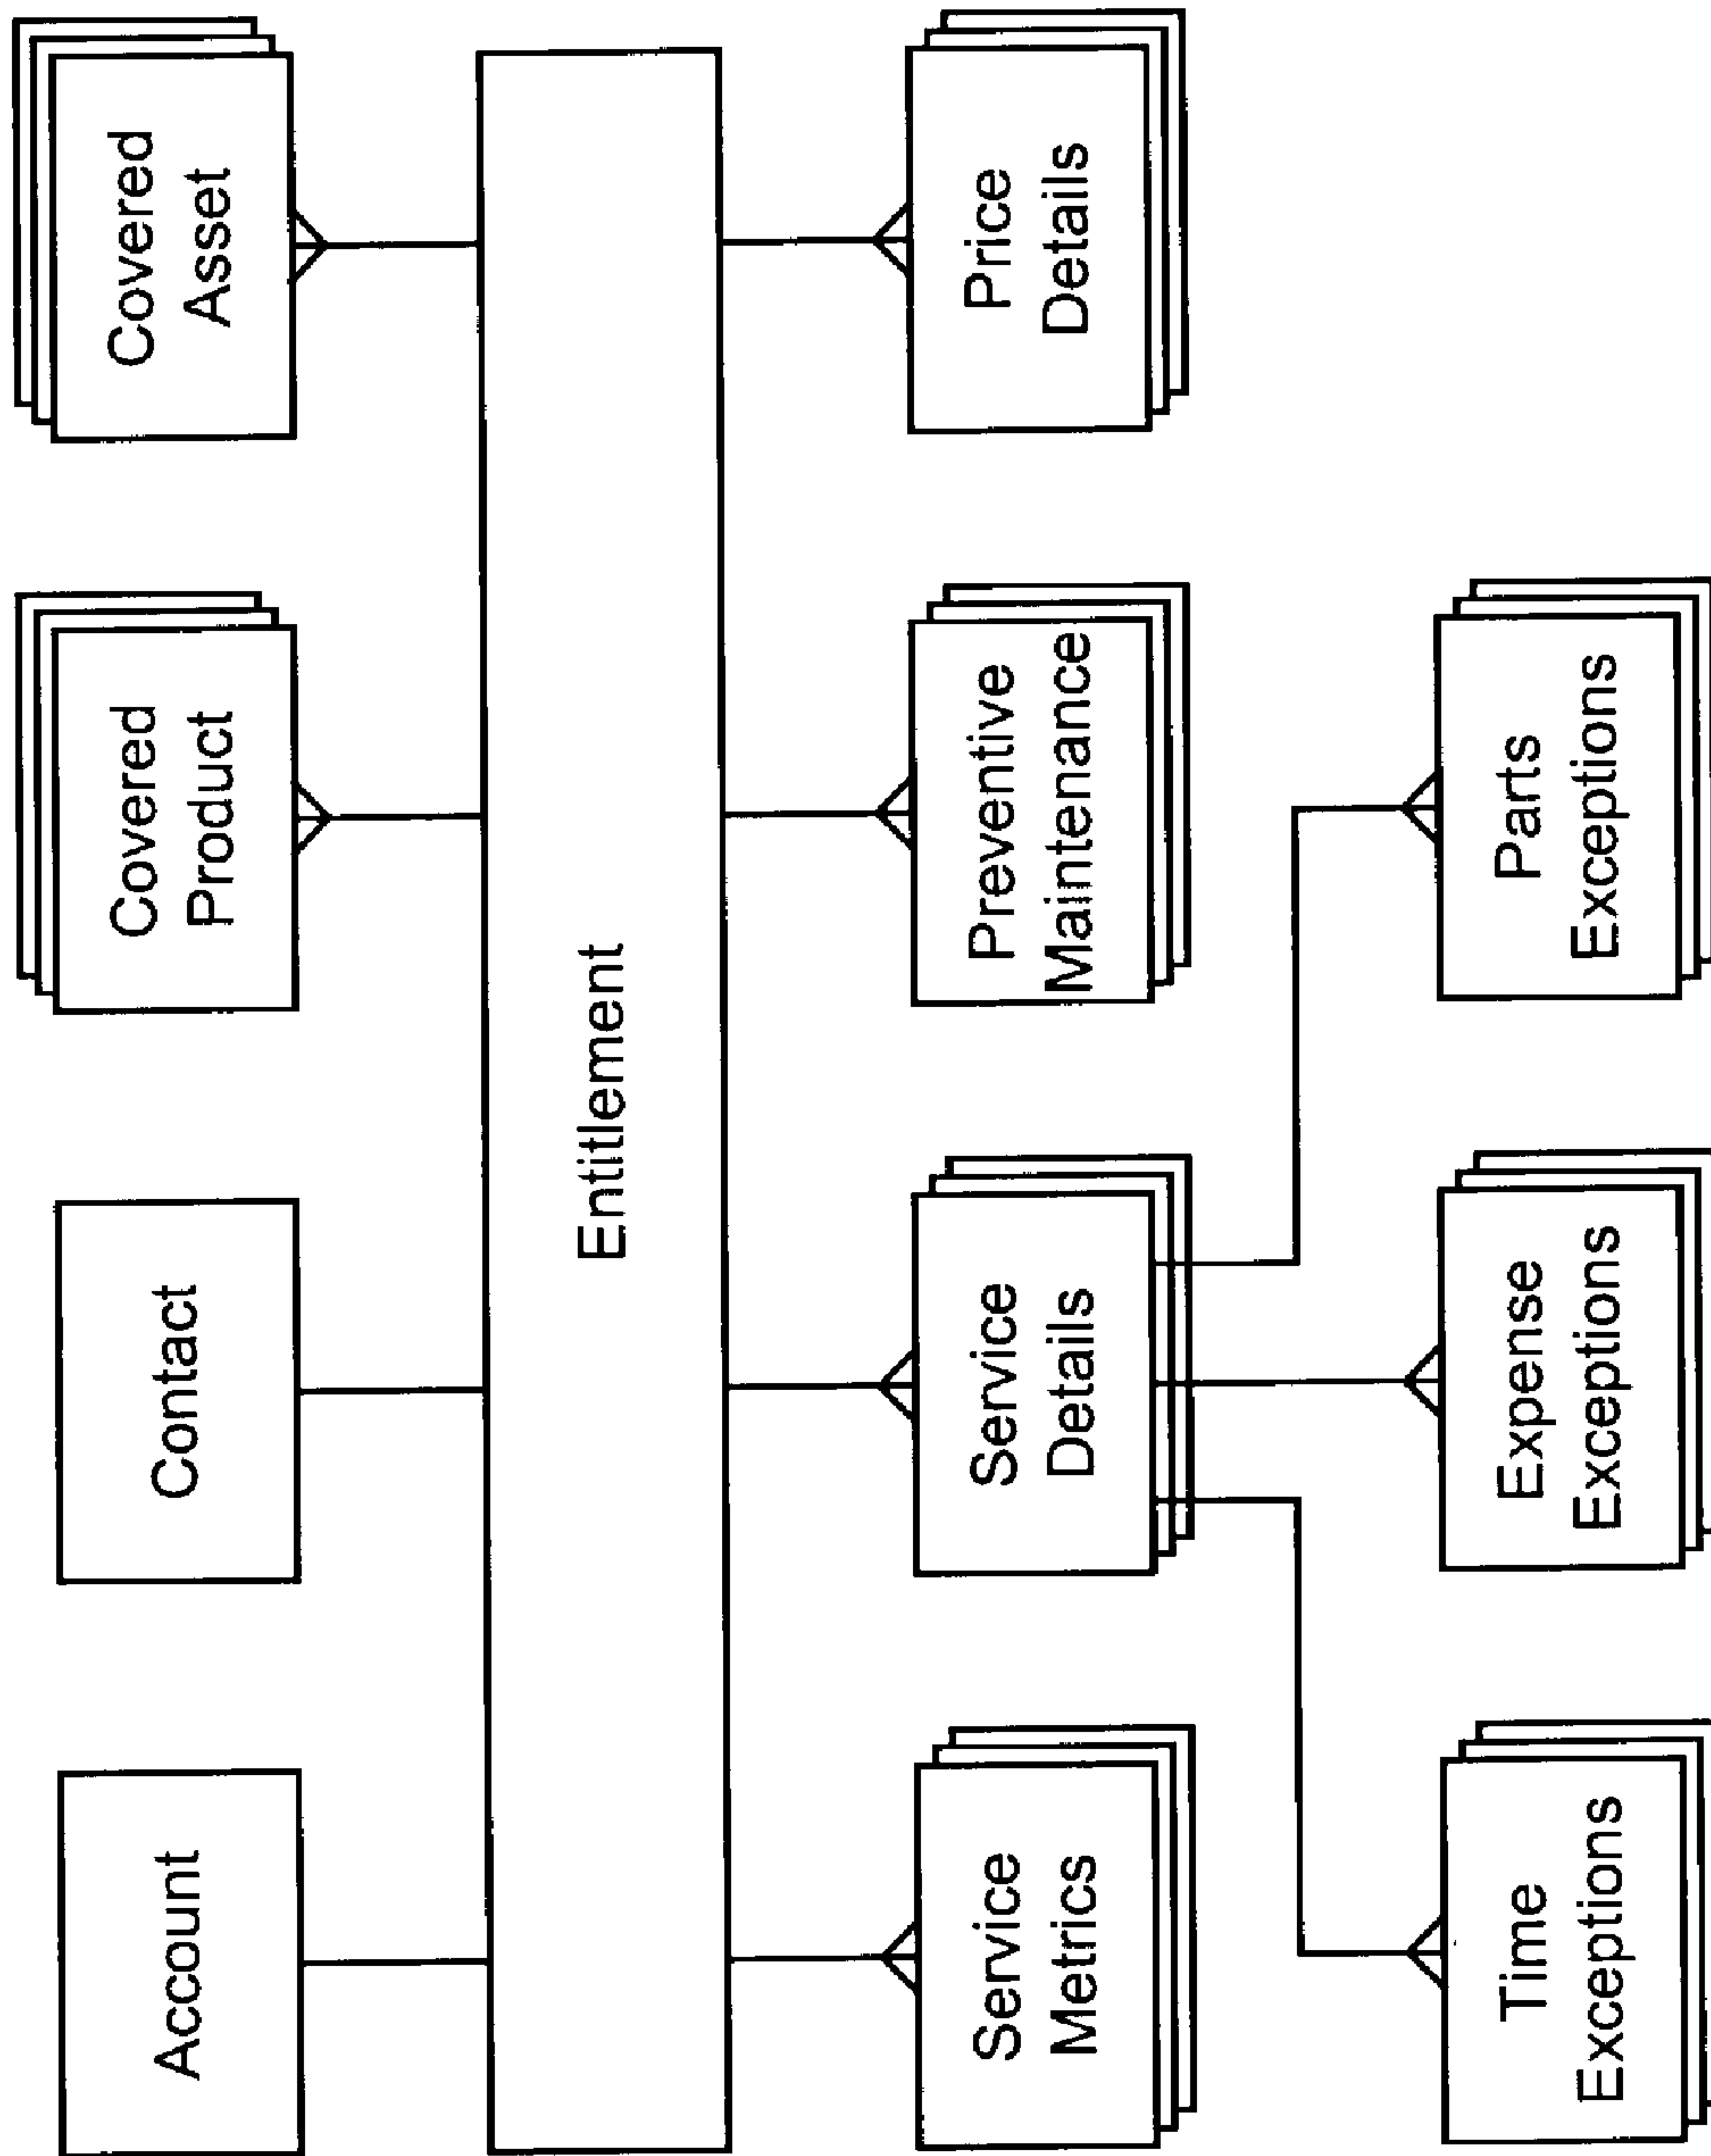 Account
Contact
Covered
Product
Covered
Asset
Entitlement
Service
Metrics
Service
Details
Preventive
Maintenance
Price
Details
Time
Exceptions
Expense
Exceptions
Parts
Exceptions